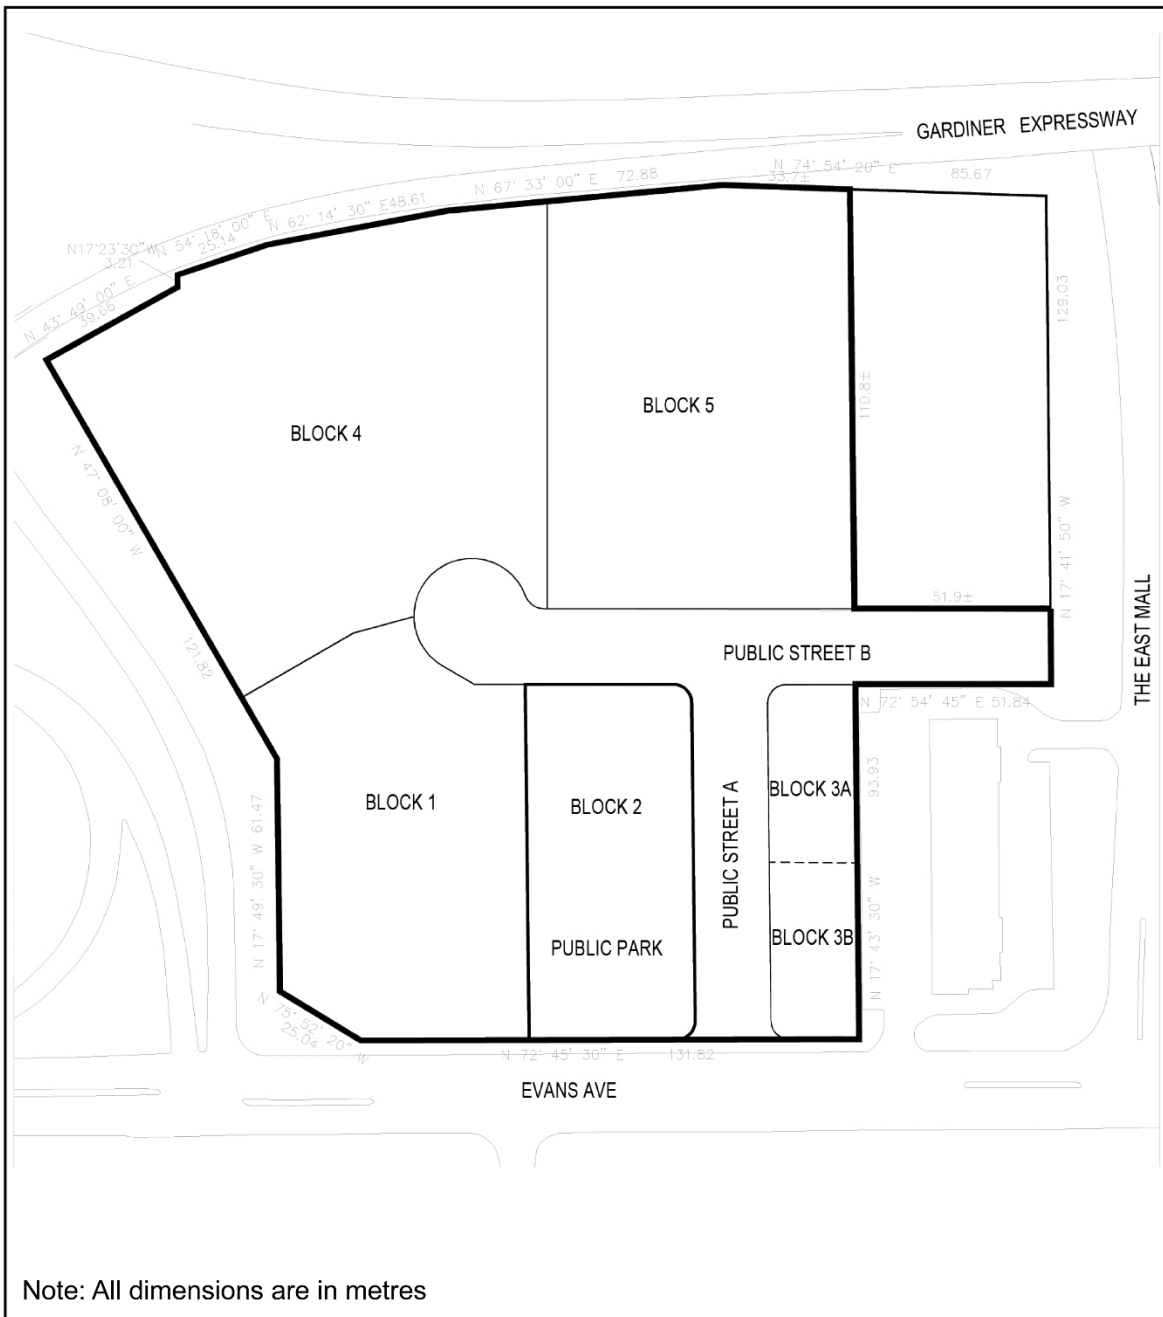 GARDINER EXPRESSWAY
N 74° 54' 20" E
33.7±
85.67
N 67° 33' 00" E 72.88
N 62° 14' 30" E48.61
N 54° 18' 00" E
25.14
N17°23'30"W
3.21
N 43° 49' 00" E
39.66
129.03
BLOCK 5
110.8±
BLOCK 4
N 47° 08' 00" W
121.82
N 17° 41' 50" W
51.9±
THE EAST MALL
PUBLIC STREET B
N 72° 54' 45" E 51.84
BLOCK 3A
93.93
BLOCK 1
BLOCK 2
PUBLIC STREET A
N 17° 49' 30" W 61.47
BLOCK 3B
PUBLIC PARK
N 17° 43' 30" W
N 75° 52' 20" W
25.04
N 72° 45' 30" E 131.82
EVANS AVE
Note: All dimensions are in metres